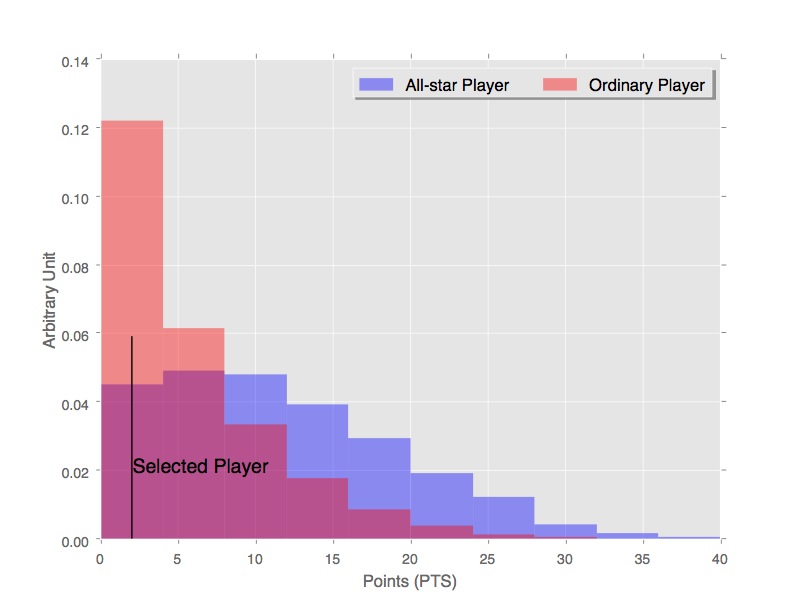 All-star Player Ordinary Player
0.14
0.12
0.10
0.08
0.06
0.04
0.02
0.00
Arbitrary Unit
Selected Player
0 5 10 15 20 25 30 35 40
Points (PTS)